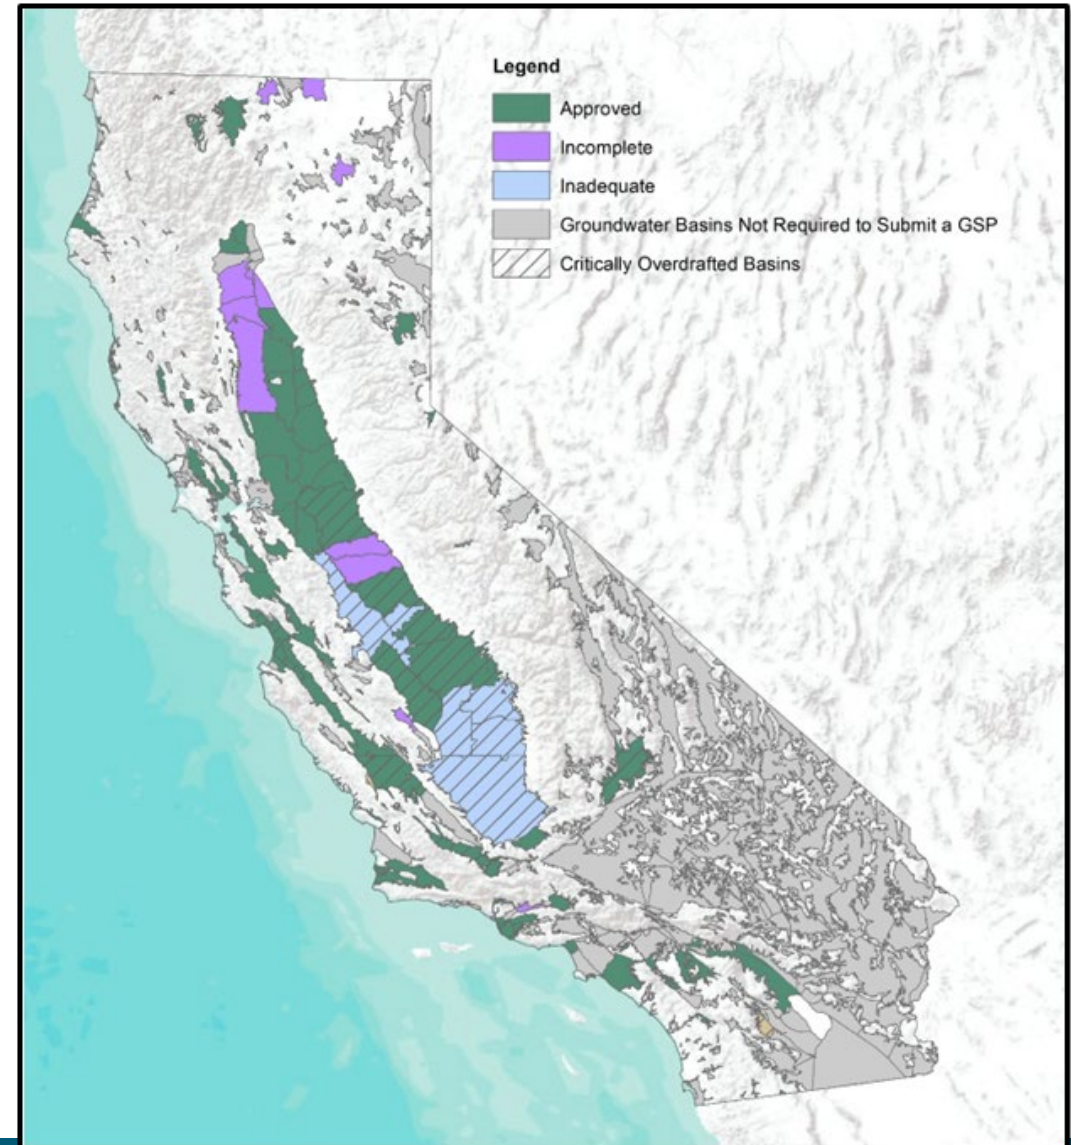 Legend
Approved
Incomplete
Inadequate
Groundwater Basins Not Required to Submit a GSP
Critically Overdrafted Basins